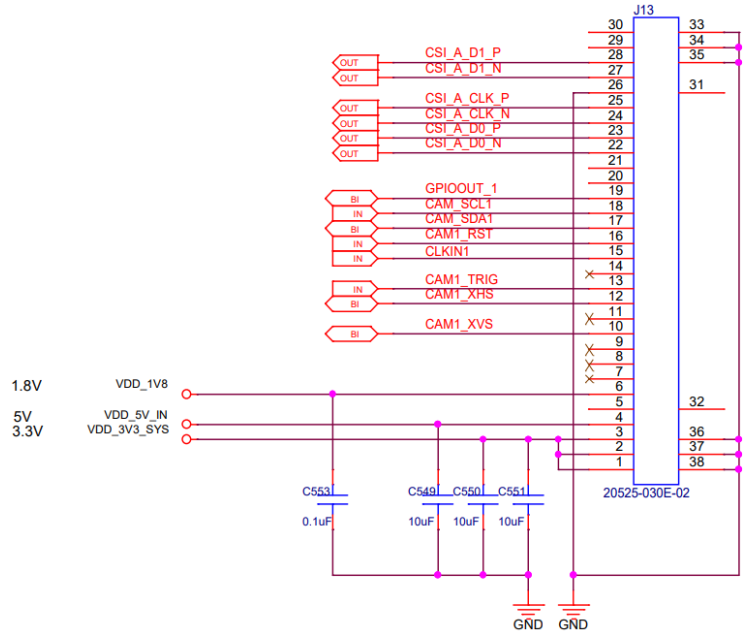 J13
30 33
29 34
OUT CSI_A_D1_P 28 35
OUT CSI_A_D1_N 27
26 31
OUT CSI_A_CLK_P 25
OUT CSI_A_CLK_N 24
OUT CSI_A_D0_P 23
OUT CSI_A_D0_N 22
21
20
BI GPIOOUT_1 19
IN CAM_SCL1 18
BI CAM_SDA1 17
IN CAM1_RST 16
IN CLKIN1 15
14
IN CAM1_TRIG 13
BI CAM1_XHS 12
11
BI CAM1_XVS 10
9
8
7
1.8V VDD_1V8 6
5 32
5V VDD_5V_IN 4
3.3V VDD_3V3_SYS 3 36
2 37
1 38
C553 C549 C550 C551 20525-030E-02
0.1uF 10uF 10uF 10uF
GND GND